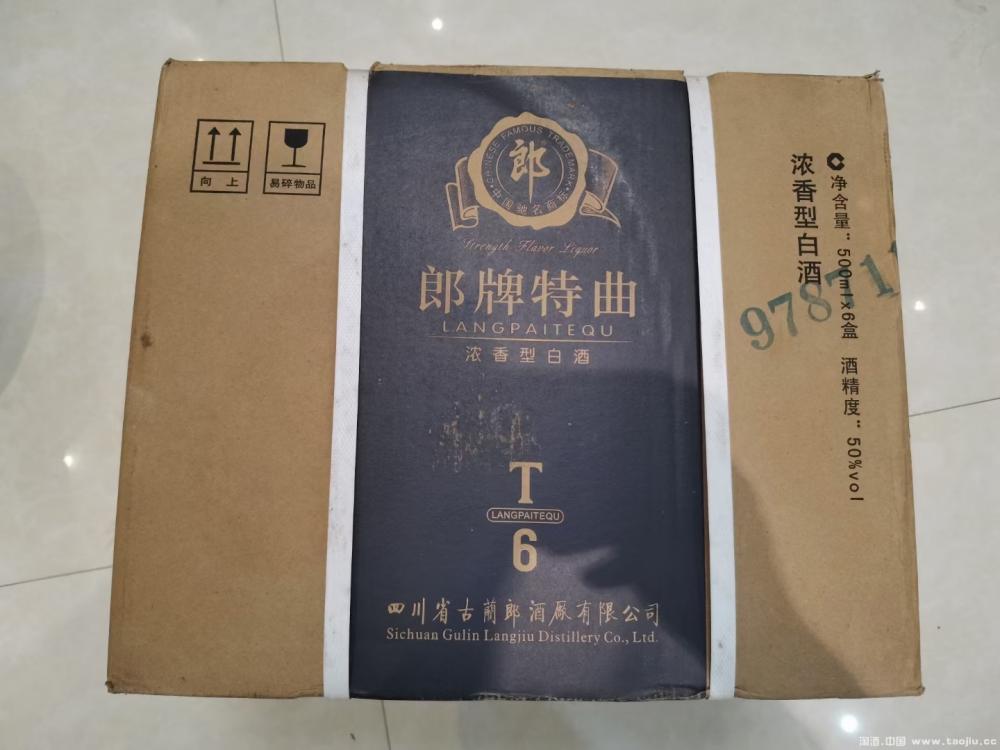 向上
易碎物品
CHINESE FAMOUS TRADEMARK
郎
中国驰名商标
Strength Flavor Liquor
郎牌特曲
LANGPAITEQU
浓香型白酒
T
LANGPAITEQU
6
四川省古蔺郎酒厂有限公司
Sichuan Gulin Langjiu Distillery Co., Ltd.
净含量：500ml×6盒 酒精度：50%vol
浓香型白酒
97871
淘酒.中国 www.taojiu.cc